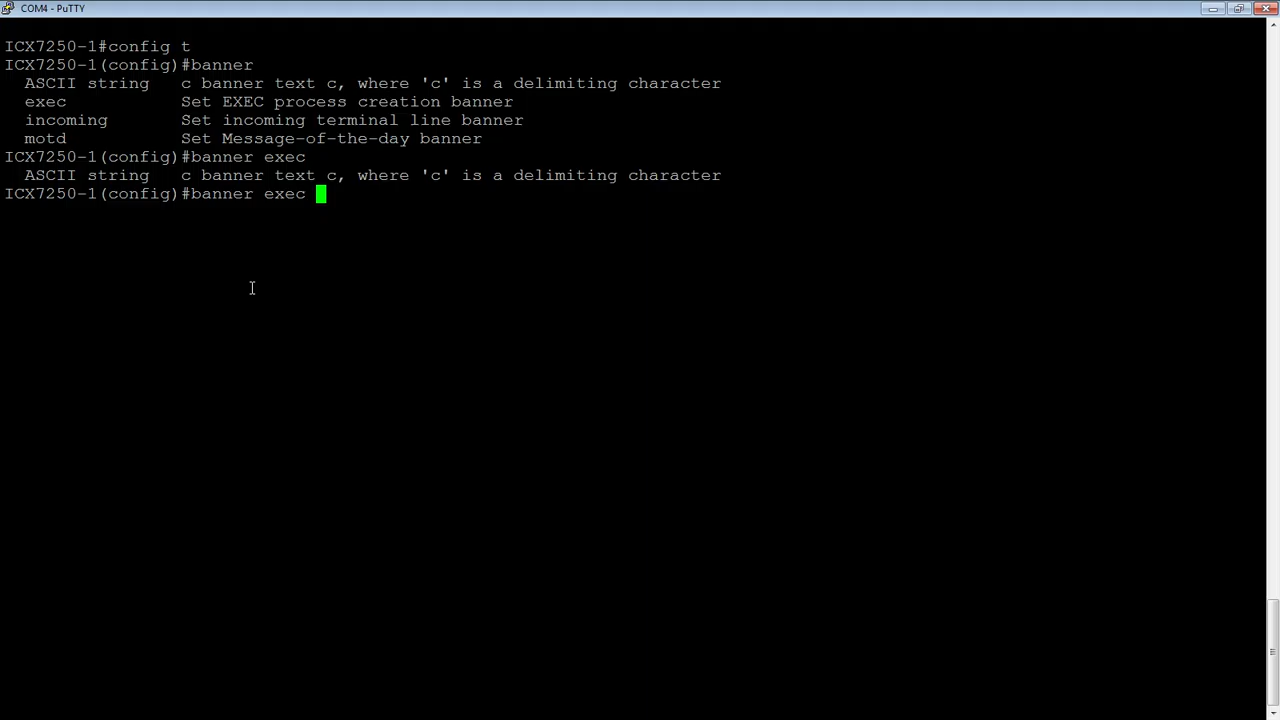 COM4 - PuTTY
ICX7250-1#config t
ICX7250-1(config)#banner
ASCII string   c banner text c, where 'c' is a delimiting character
exec           Set EXEC process creation banner
incoming       Set incoming terminal line banner
motd           Set Message-of-the-day banner
ICX7250-1(config)#banner exec
ASCII string   c banner text c, where 'c' is a delimiting character
ICX7250-1(config)#banner exec